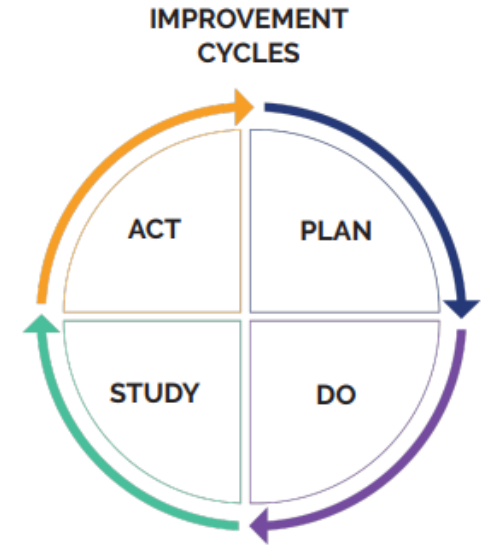 IMPROVEMENT
CYCLES
ACT
PLAN
STUDY
DO